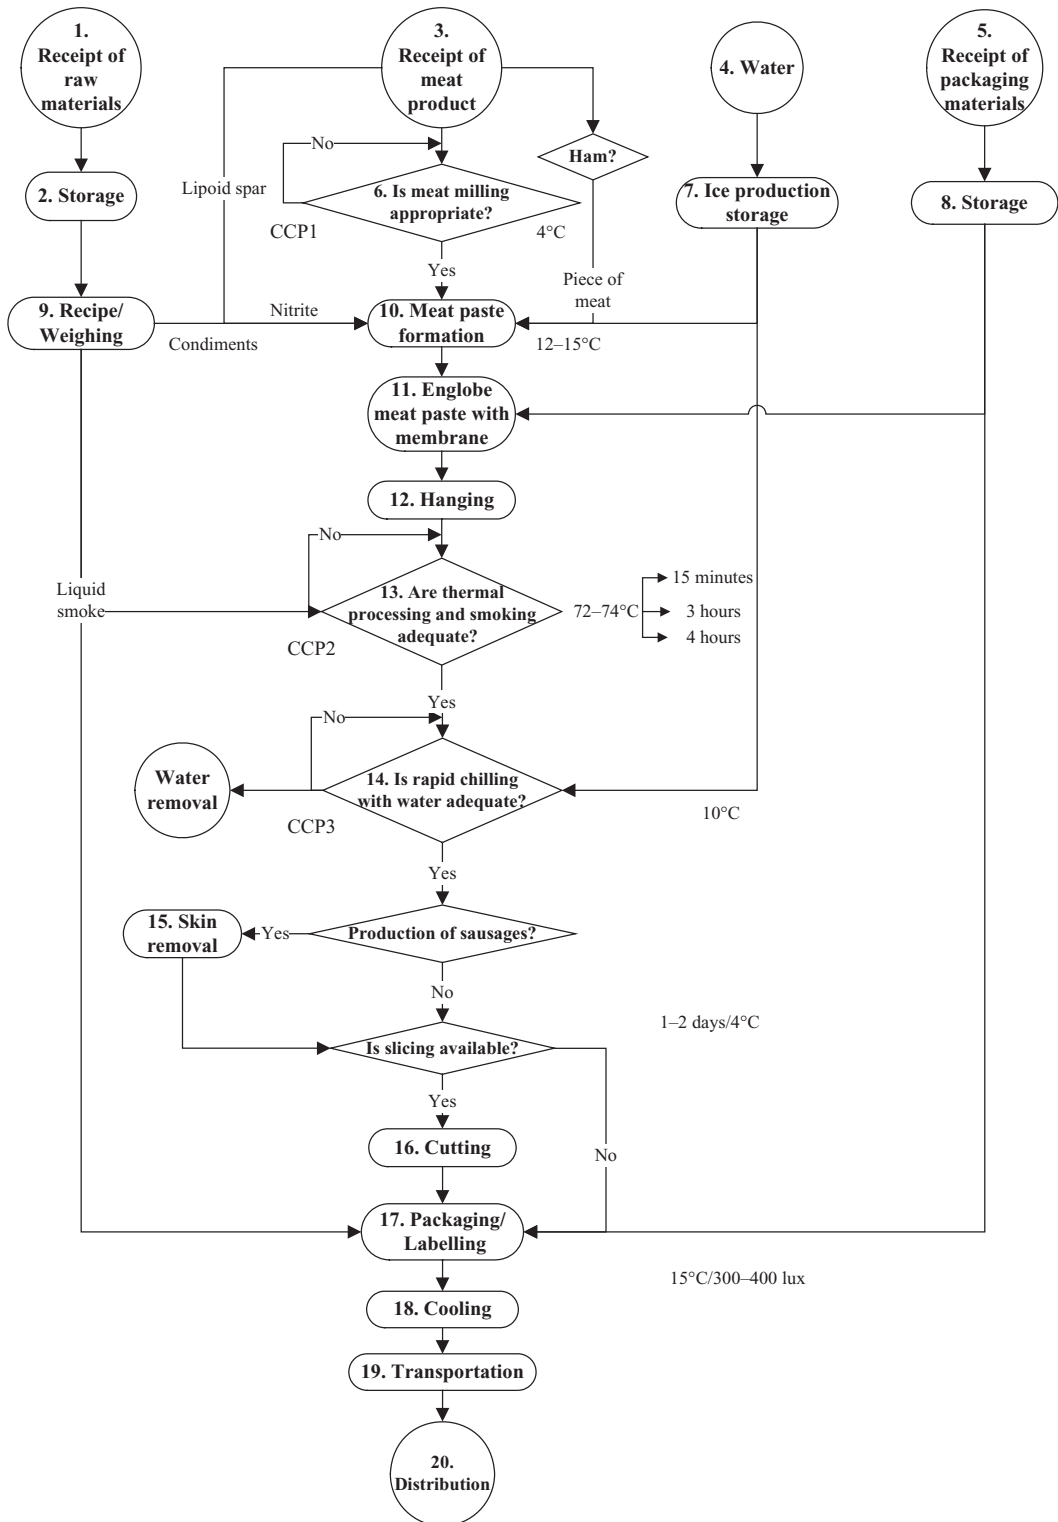 1.
Receipt of
raw
materials
3.
Receipt of
meat
product
4. Water
5.
Receipt of
packaging
materials
No
Ham?
Lipoid spar
2. Storage
6. Is meat milling
appropriate?
7. Ice production
storage
8. Storage
CCP1
4°C
Yes
Piece of
meat
9. Recipe/
Weighing
Nitrite
Condiments
10. Meat paste
formation
12–15°C
11. Englobe
meat paste with
membrane
12. Hanging
No
Liquid
smoke
13. Are thermal
processing and smoking
adequate?
72–74°C
15 minutes
3 hours
4 hours
CCP2
Yes
No
Water
removal
14. Is rapid chilling
with water adequate?
10°C
CCP3
Yes
15. Skin
removal
Yes
Production of sausages?
No
1–2 days/4°C
Is slicing available?
Yes
16. Cutting
No
17. Packaging/
Labelling
15°C/300–400 lux
18. Cooling
19. Transportation
20.
Distribution